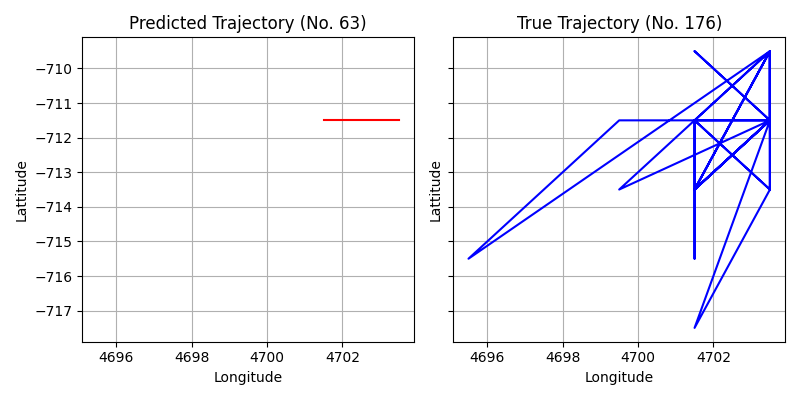 Predicted Trajectory (No. 63)
True Trajectory (No. 176)
−710
−711
−712
−713
−714
−715
−716
−717
Lattitude
Lattitude
4696 4698 4700 4702
4696 4698 4700 4702
Longitude
Longitude